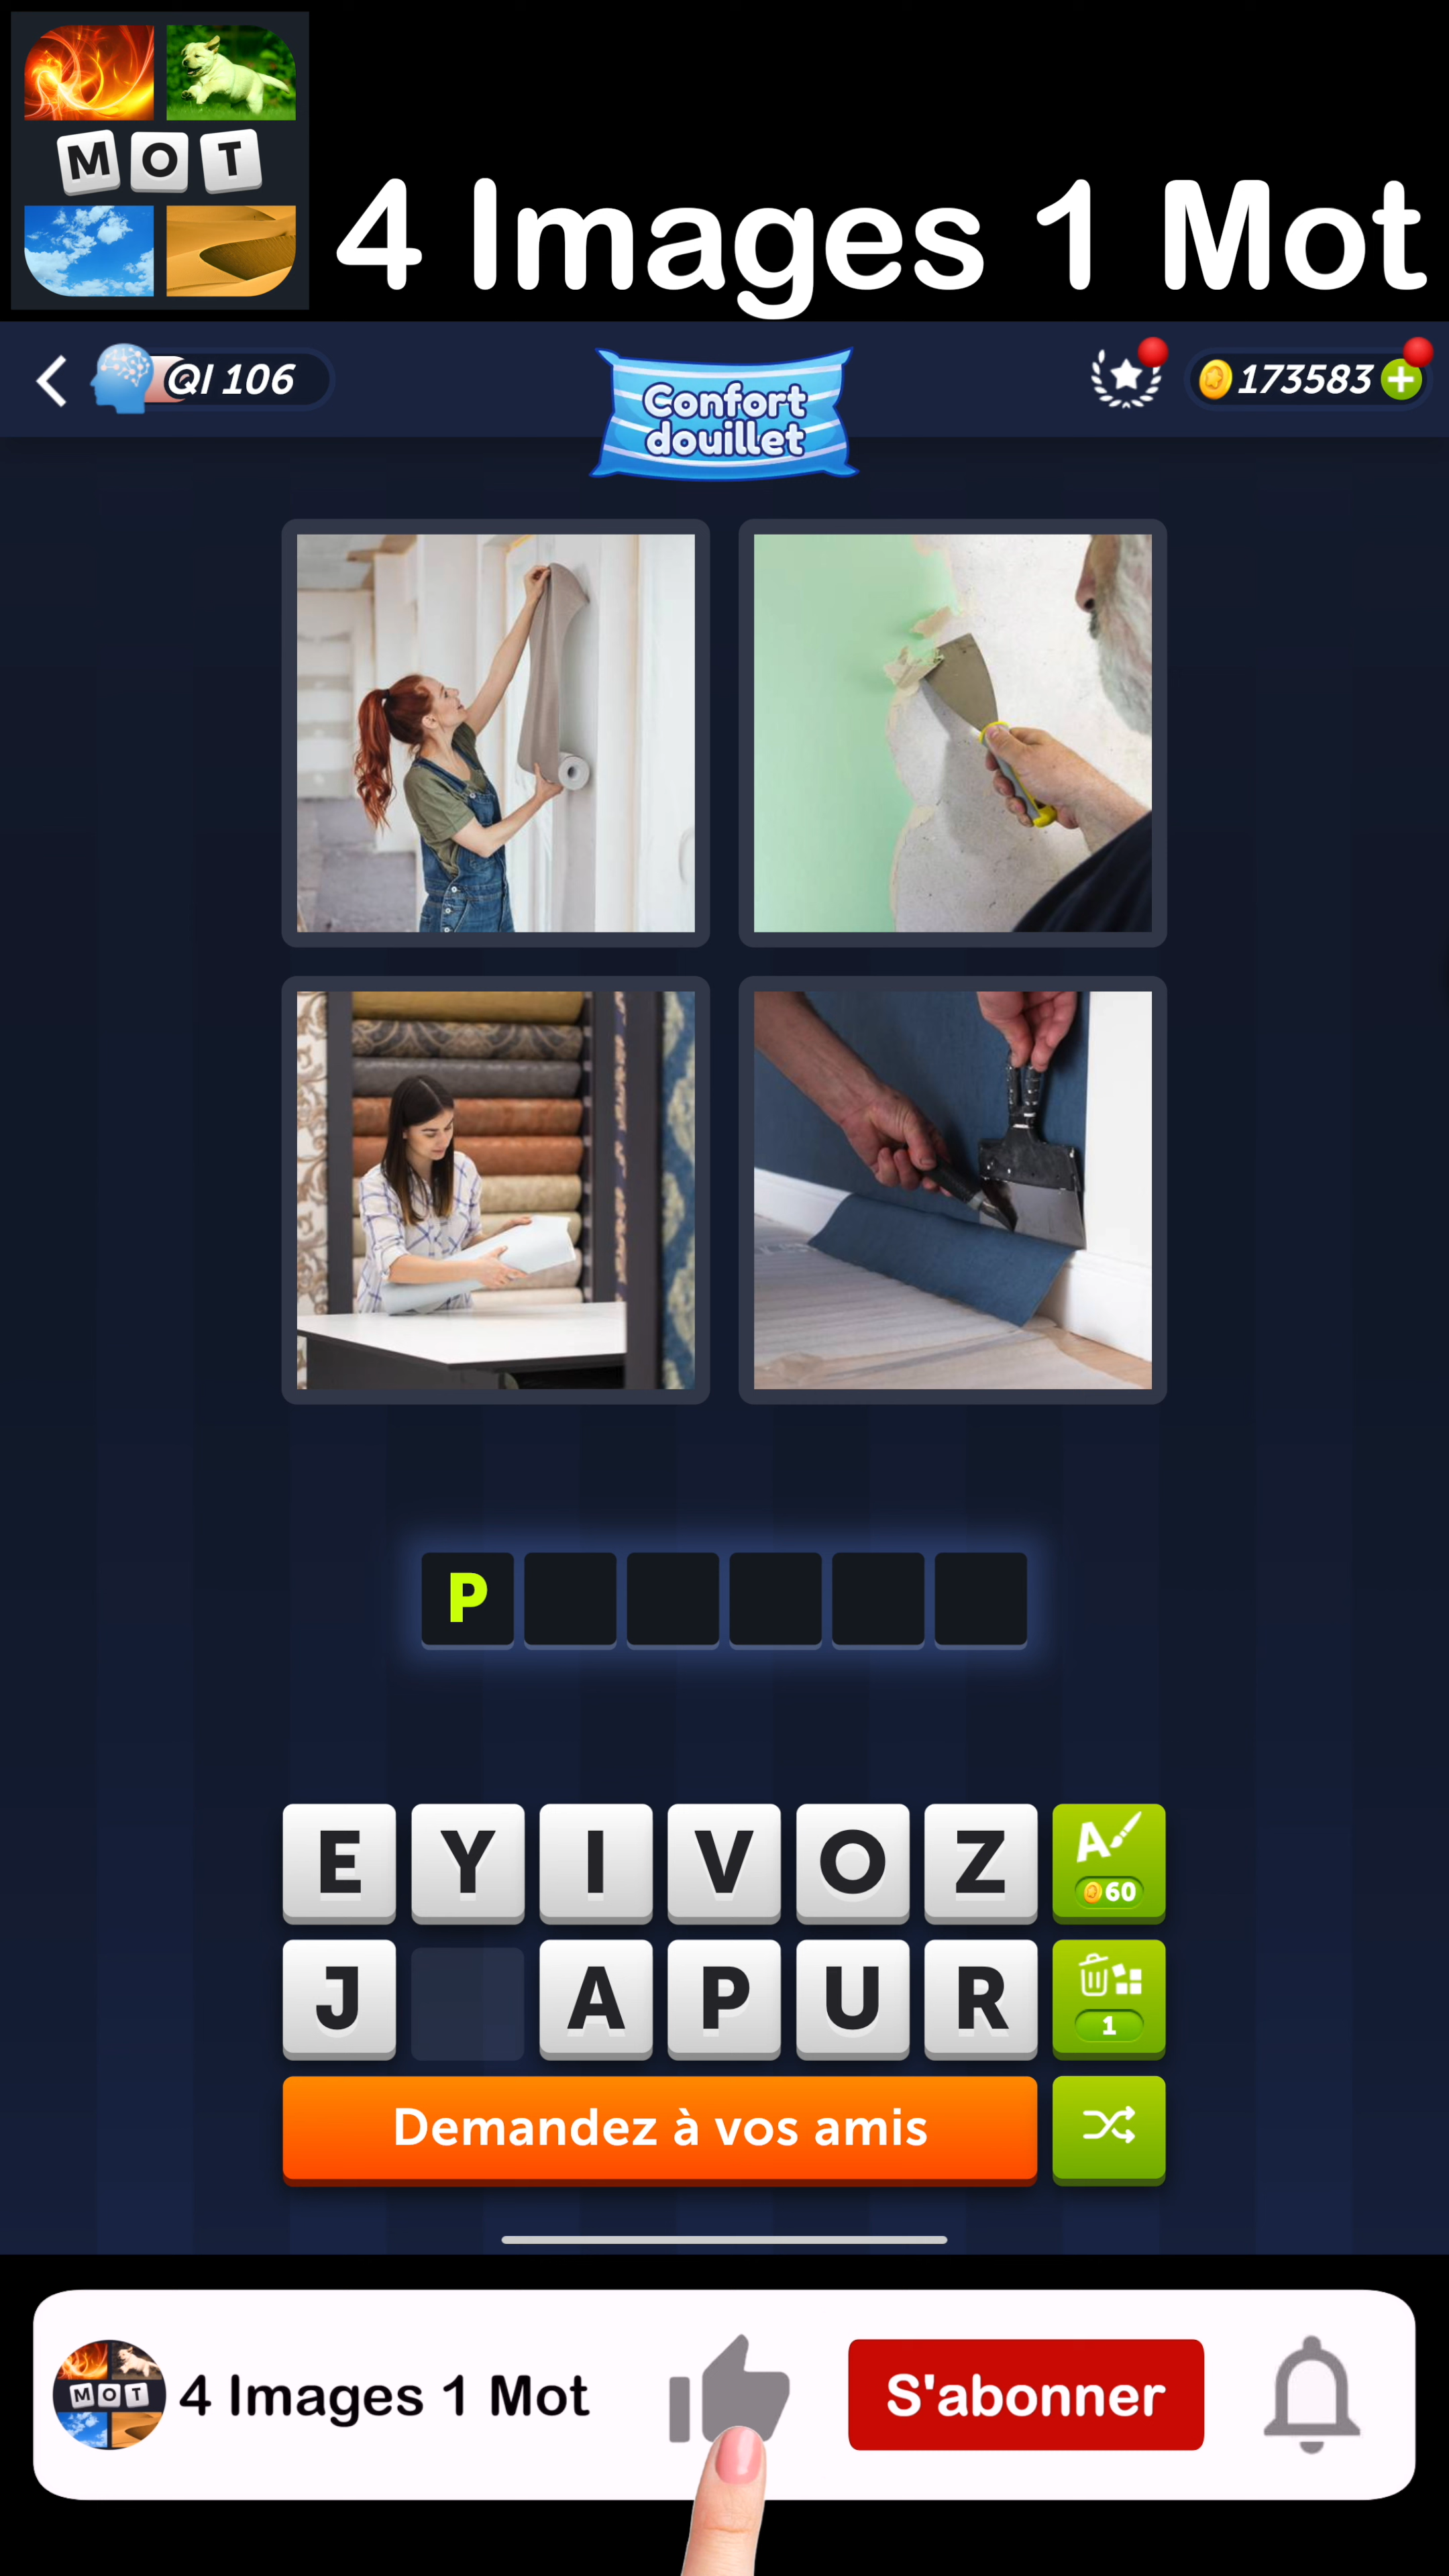 MOT
4 Images 1 Mot
QI 106
Confort
douillet
173583
P
E Y I V O Z
A
60
J A P U R
1
Demandez à vos amis
MOT
4 Images 1 Mot
S'abonner